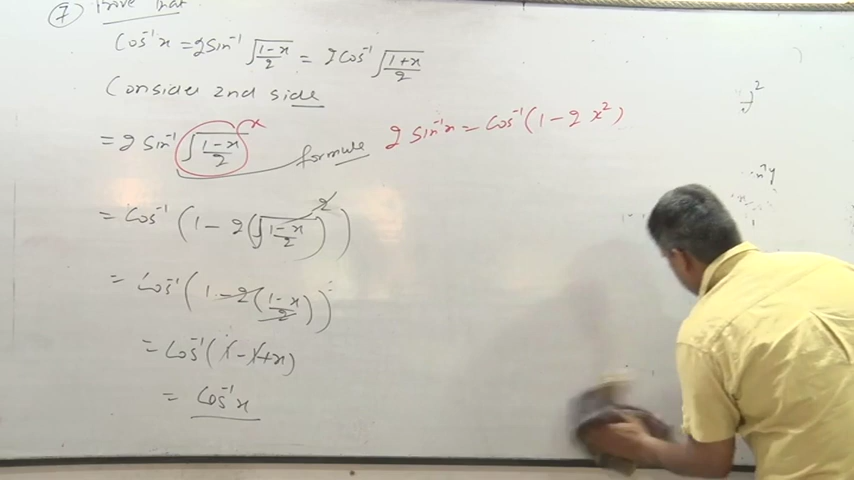 ⑦ Prove that
Cos⁻¹x = 2Sin⁻¹ √((1-x)/2) = 2Cos⁻¹ √((1+x)/2)
Consider 2nd side
= 2 Sin⁻¹ √((1-x)/2) x formule 2 Sin⁻¹x = Cos⁻¹(1-2x²)
= Cos⁻¹ (1 - 2(√((1-x)/2))²)
= Cos⁻¹ (1 - 2((1-x)/2))
= Cos⁻¹ (1 - 1 + x)
= Cos⁻¹x